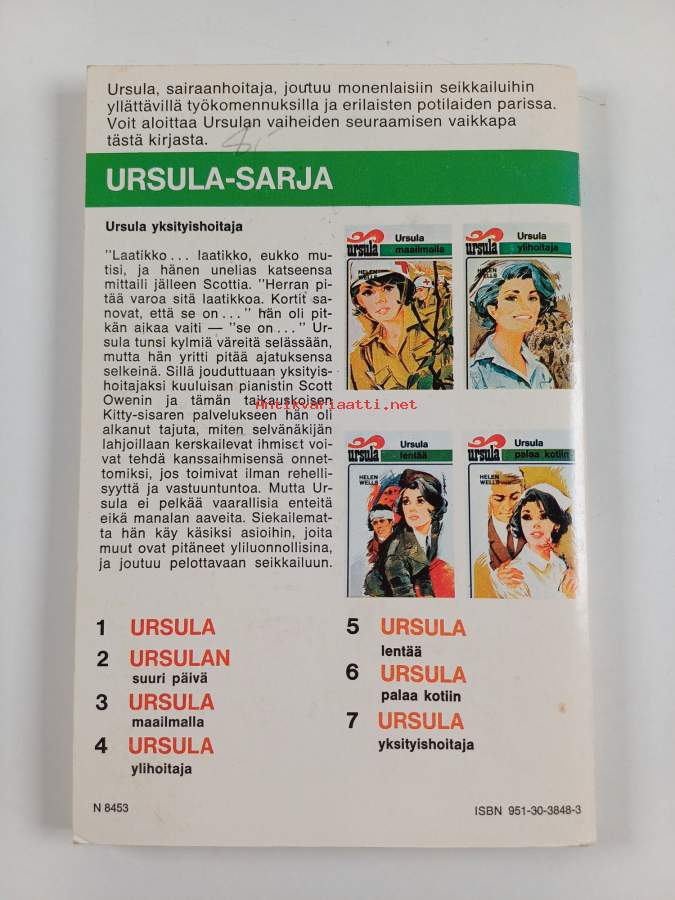 Ursula, sairaanhoitaja, joutuu monenlaisiin seikkailuihin
yllättävillä työkomennuksilla ja erilaisten potilaiden parissa.
Voit aloittaa Ursulan vaiheiden seuraamisen vaikkapa
tästä kirjasta.
URSULA-SARJA
Ursula yksityishoitaja
"Laatikko... laatikko, eukko mu-
tisi, ja hänen unelias katseensa
mittaili jälleen Scottia. "Herran pi-
tää varoa sitä laatikkoa. Kortit sa-
novat, että se on..." hän oli pit-
kän aikaa vaiti — "se on..." Ur-
sula tunsi kylmiä väreitä selässään,
mutta hän yritti pitää ajatuksensa
selkeinä. Sillä jouduttuaan yksityis-
hoitajaksi kuuluisan pianistin Scott
Owenin ja tämän taikauskoisen
Kitty-sisaren palvelukseen hän oli
alkanut tajuta, miten selvänäkijän
lahjoillaan kerskailevat ihmiset voi-
vat tehdä kanssaihmisensä onnet-
tomiksi, jos toimivat ilman rehelli-
syyttä ja vastuuntuntoa. Mutta Ur-
sula ei pelkää vaarallisia enteitä
eikä manalan aaveita. Siekailemat-
ta hän käy käsiksi asioihin, joita
muut ovat pitäneet yliluonnollisina,
ja joutuu pelottavaan seikkailuun.
Ursula
ursula maailmalla
HELEN
WELLS
Ursula
ursula ylihoitaja
HELEN
WELLS
Antikvariaatti.net
Ursula
ursula lentää
HELEN
WELLS
Ursula
ursula palaa kotiin
HELEN
WELLS
1 URSULA
2 URSULAN
suuri päivä
3 URSULA
maailmalla
4 URSULA
ylihoitaja
5 URSULA
lentää
6 URSULA
palaa kotiin
7 URSULA
yksityishoitaja
N 8453
ISBN 951-30-3848-3